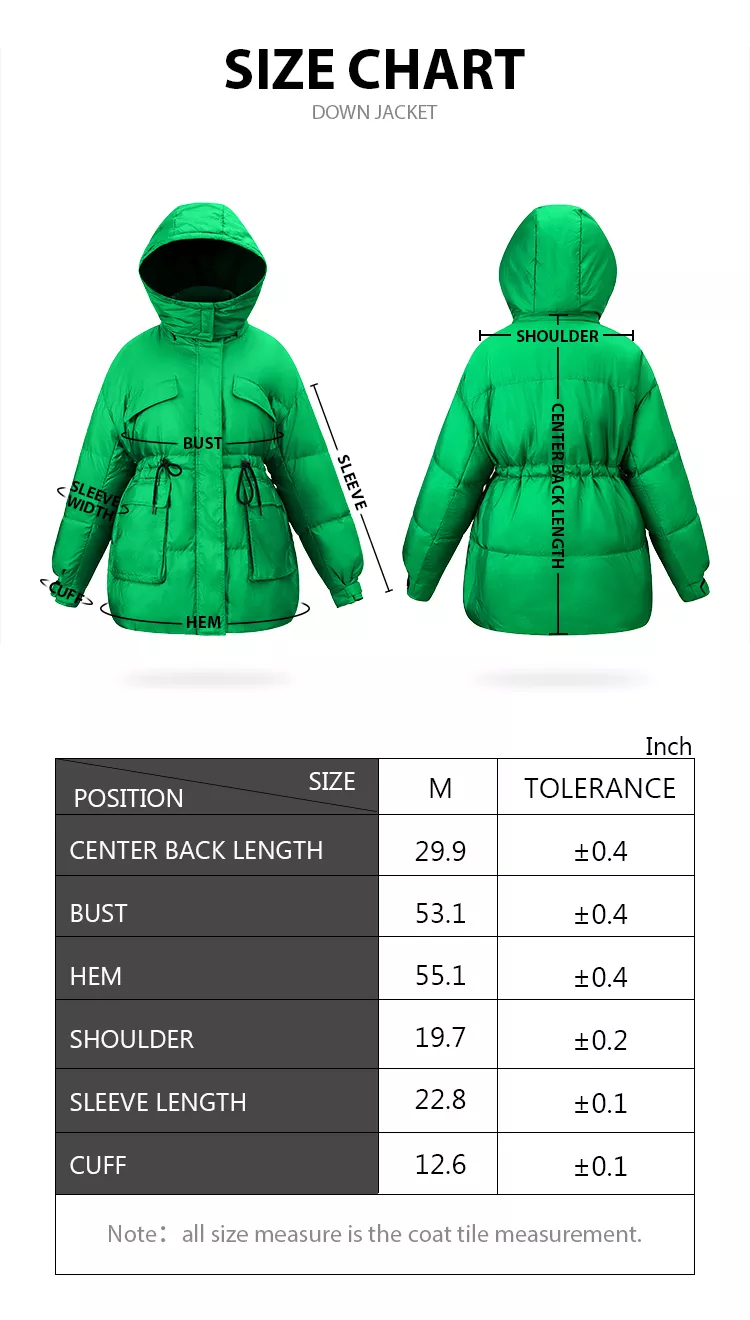 SIZE CHART
DOWN JACKET
SHOULDER
BUST
CENTER BACK LENGTH
SLEEVE
SLEEVE
WIDTH
CUFF
HEM
Inch
SIZE
POSITION
M
TOLERANCE
CENTER BACK LENGTH 29.9 ±0.4
BUST 53.1 ±0.4
HEM 55.1 ±0.4
SHOULDER 19.7 ±0.2
SLEEVE LENGTH 22.8 ±0.1
CUFF 12.6 ±0.1
Note：all size measure is the coat tile measurement.